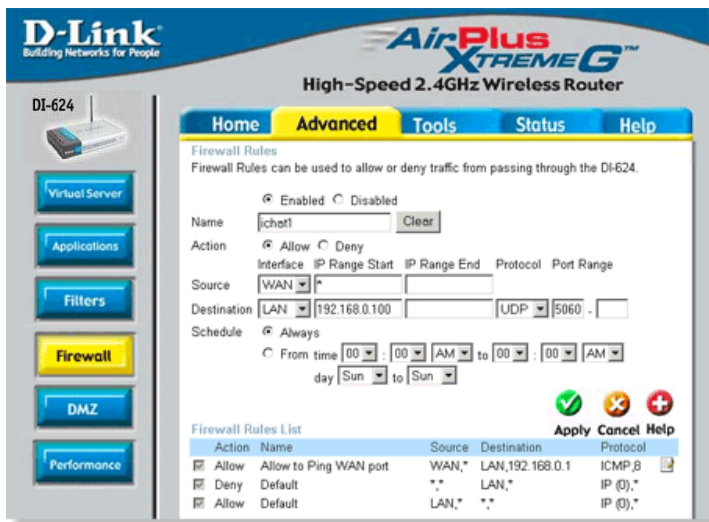 D-Link
Building Networks for People
AirPlus
XTREME G™
High-Speed 2.4GHz Wireless Router
DI-624
Home Advanced Tools Status Help
Virtual Server
Applications
Filters
Firewall
DMZ
Performance
Firewall Rules
Firewall Rules can be used to allow or deny traffic from passing through the DI-624.
Enabled Disabled
Name ichat1 Clear
Action Allow Deny
Interface IP Range Start IP Range End Protocol Port Range
Source WAN *
Destination LAN 192.168.0.100 UDP 5060 -
Schedule Always
From time 00 : 00 AM to 00 : 00 AM
day Sun to Sun
Apply Cancel Help
Firewall Rules List
Action Name Source Destination Protocol
Allow Allow to Ping WAN port WAN,* LAN,192.168.0.1 ICMP,8
Deny Default *,* LAN,* IP (0),*
Allow Default LAN,* *,* IP (0),*